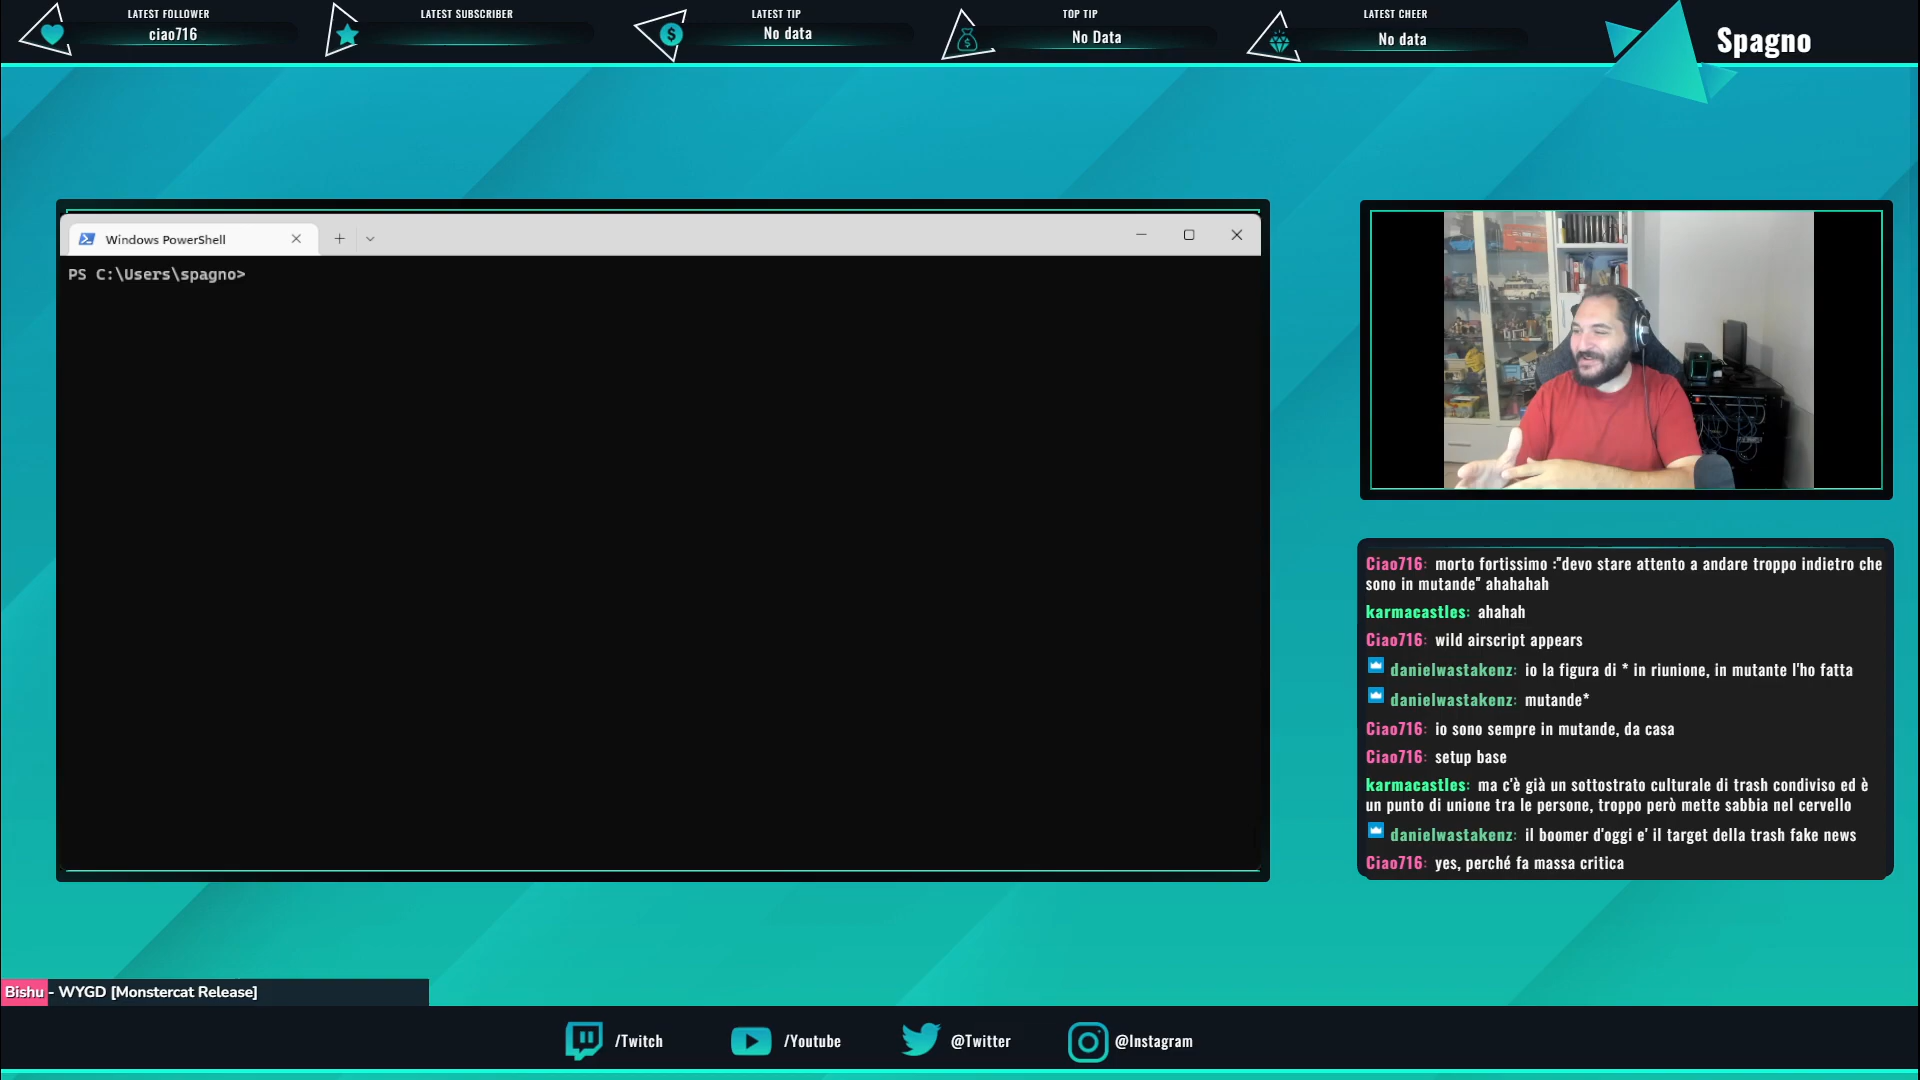 LATEST FOLLOWER
ciao716
LATEST SUBSCRIBER
LATEST TIP
No data
TOP TIP
No Data
LATEST CHEER
No data
Spagno
Windows PowerShell
PS C:\Users\spagno>
Ciao716: morto fortissimo :"devo stare attento a andare troppo indietro che
sono in mutande" ahahahah
karmacastles: ahahah
Ciao716: wild airscript appears
danielwastakenz: io la figura di * in riunione, in mutante l'ho fatta
danielwastakenz: mutande*
Ciao716: io sono sempre in mutande, da casa
Ciao716: setup base
karmacastles: ma c'è già un sottostrato culturale di trash condiviso ed è
un punto di unione tra le persone, troppo però mette sabbia nel cervello
danielwastakenz: il boomer d'oggi e' il target della trash fake news
Ciao716: yes, perché fa massa critica
Bishu - WYGD [Monstercat Release]
/Twitch
/Youtube
@Twitter
@Instagram